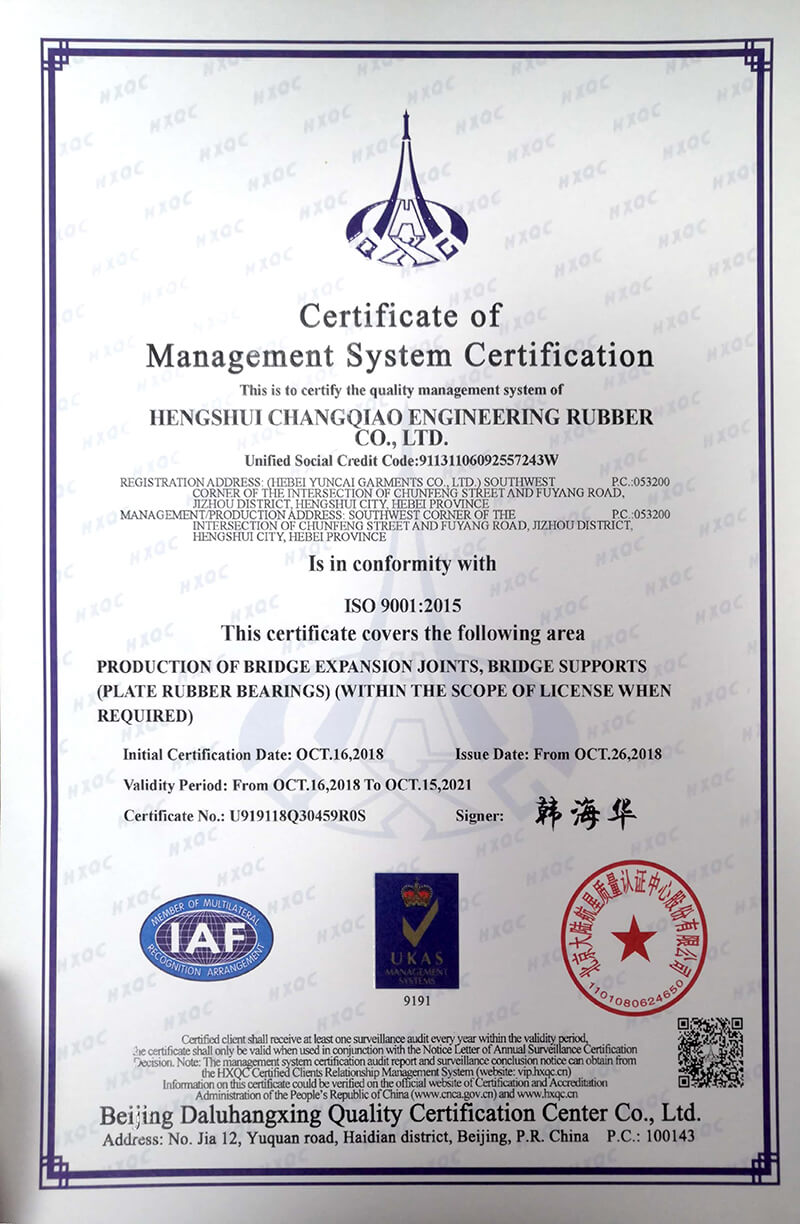 Certificate of
Management System Certification
This is to certify the quality management system of
HENGSHUI CHANGQIAO ENGINEERING RUBBER
CO., LTD.
Unified Social Credit Code:91131106092557243W
REGISTRATION ADDRESS: (HEBEI YUNCAI GARMENTS CO., LTD.) SOUTHWEST P.C.:053200
CORNER OF THE INTERSECTION OF CHUNFENG STREET AND FUYANG ROAD,
JIZHOU DISTRICT, HENGSHUI CITY, HEBEI PROVINCE
MANAGEMENT/PRODUCTION ADDRESS: SOUTHWEST CORNER OF THE P.C.:053200
INTERSECTION OF CHUNFENG STREET AND FUYANG ROAD, JIZHOU DISTRICT,
HENGSHUI CITY, HEBEI PROVINCE
Is in conformity with
ISO 9001:2015
This certificate covers the following area
PRODUCTION OF BRIDGE EXPANSION JOINTS, BRIDGE SUPPORTS
(PLATE RUBBER BEARINGS) (WITHIN THE SCOPE OF LICENSE WHEN
REQUIRED)
Initial Certification Date: OCT.16,2018 Issue Date: From OCT.26,2018
Validity Period: From OCT.16,2018 To OCT.15,2021
Certificate No.: U919118Q30459R0S Signer: 韩海华
MEMBER OF MULTILATERAL
IAF
RECOGNITION ARRANGEMENT
UKAS
MANAGEMENT
SYSTEMS
9191
北京大陆航星质量认证中心股份有限公司
1101080624650
Certified client shall receive at least one surveillance audit every year within the validity period,
he certificate shall only be valid when used in conjunction with the Notice Letter of Annual Surveillance Certification
Decision. Note: The management system certification audit report and surveillance conclusion notice can obtain from
the HXQC Certified Clients Relationship Management System (website: vip.hxqc.cn)
Information on this certificate could be verified on the official website of Certification and Accreditation
Administration of the People's Republic of China (www.cnca.gov.cn) and www.hxqc.cn
Beijing Daluhangxing Quality Certification Center Co., Ltd.
Address: No. Jia 12, Yuquan road, Haidian district, Beijing, P.R. China P.C.: 100143